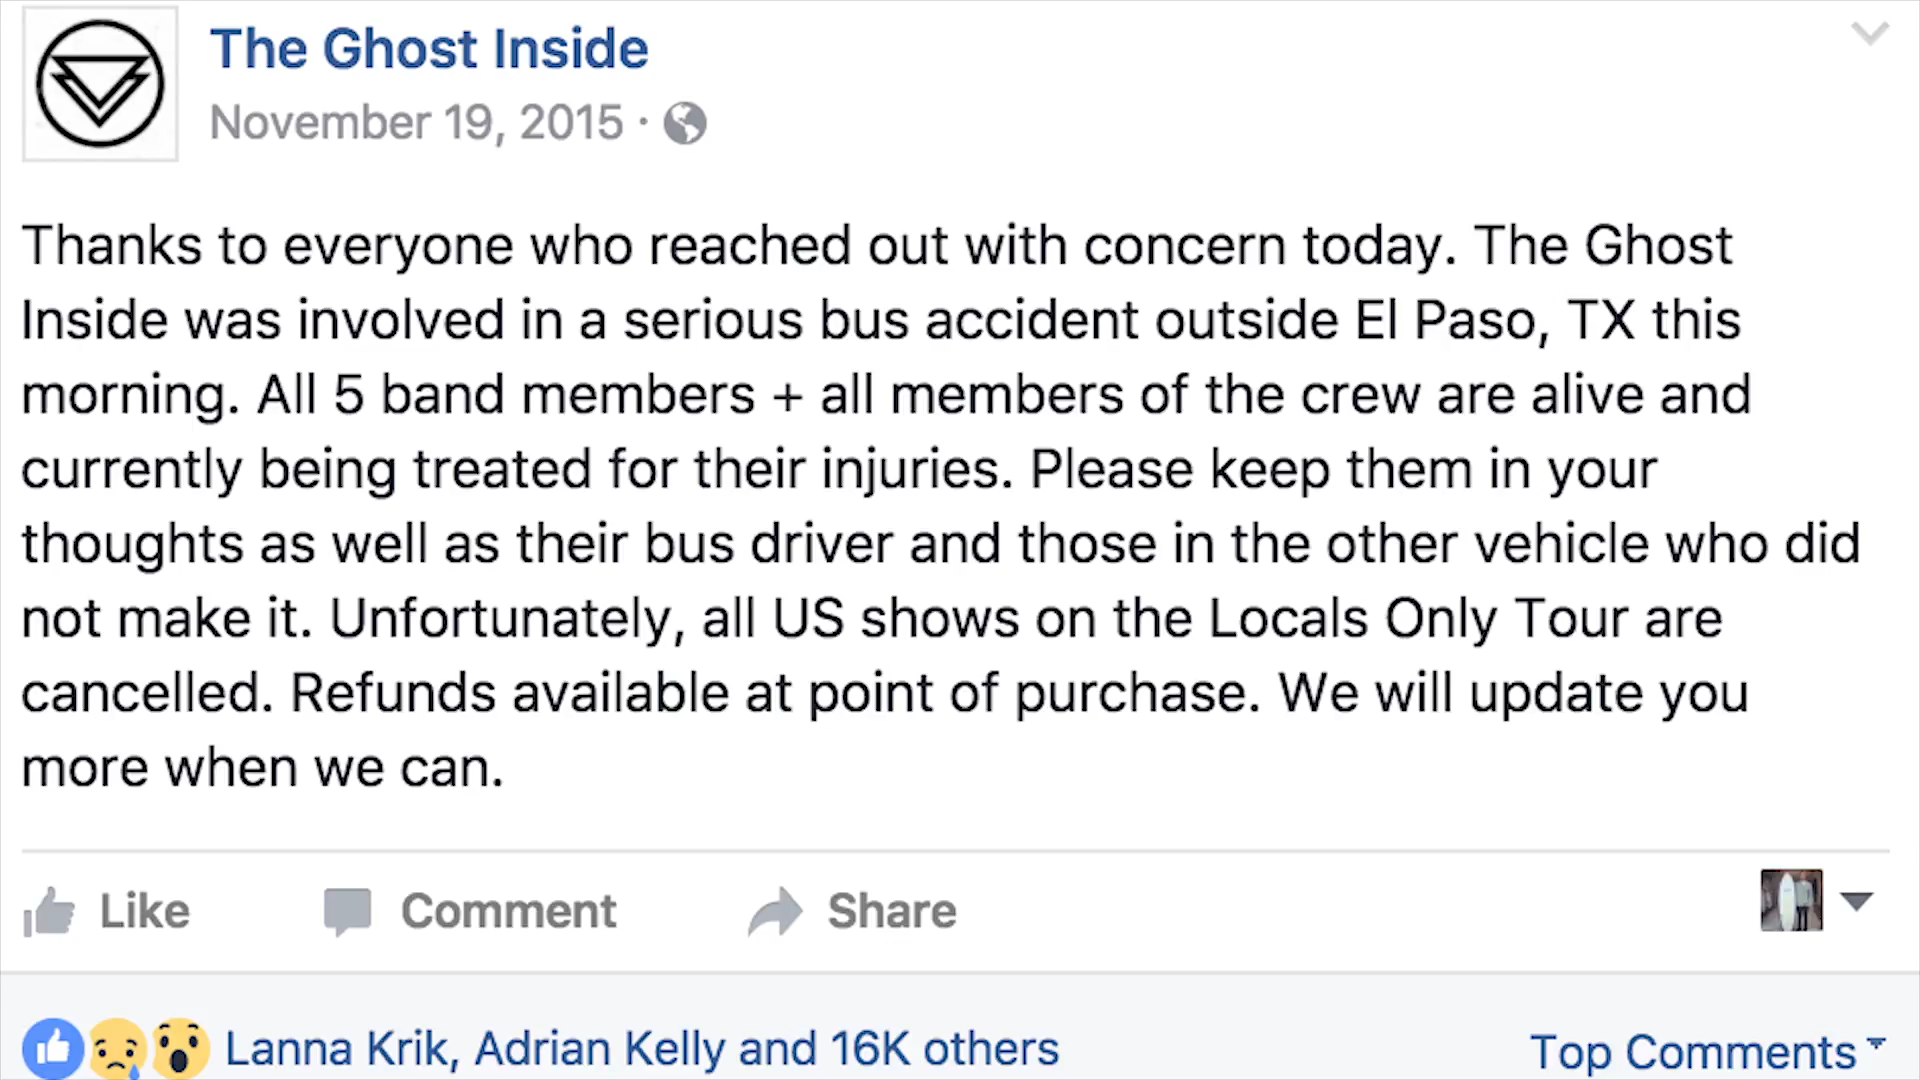 The Ghost Inside
November 19, 2015 ·
Thanks to everyone who reached out with concern today. The Ghost
Inside was involved in a serious bus accident outside El Paso, TX this
morning. All 5 band members + all members of the crew are alive and
currently being treated for their injuries. Please keep them in your
thoughts as well as their bus driver and those in the other vehicle who did
not make it. Unfortunately, all US shows on the Locals Only Tour are
cancelled. Refunds available at point of purchase. We will update you
more when we can.
Like Comment Share
Lanna Krik, Adrian Kelly and 16K others Top Comments